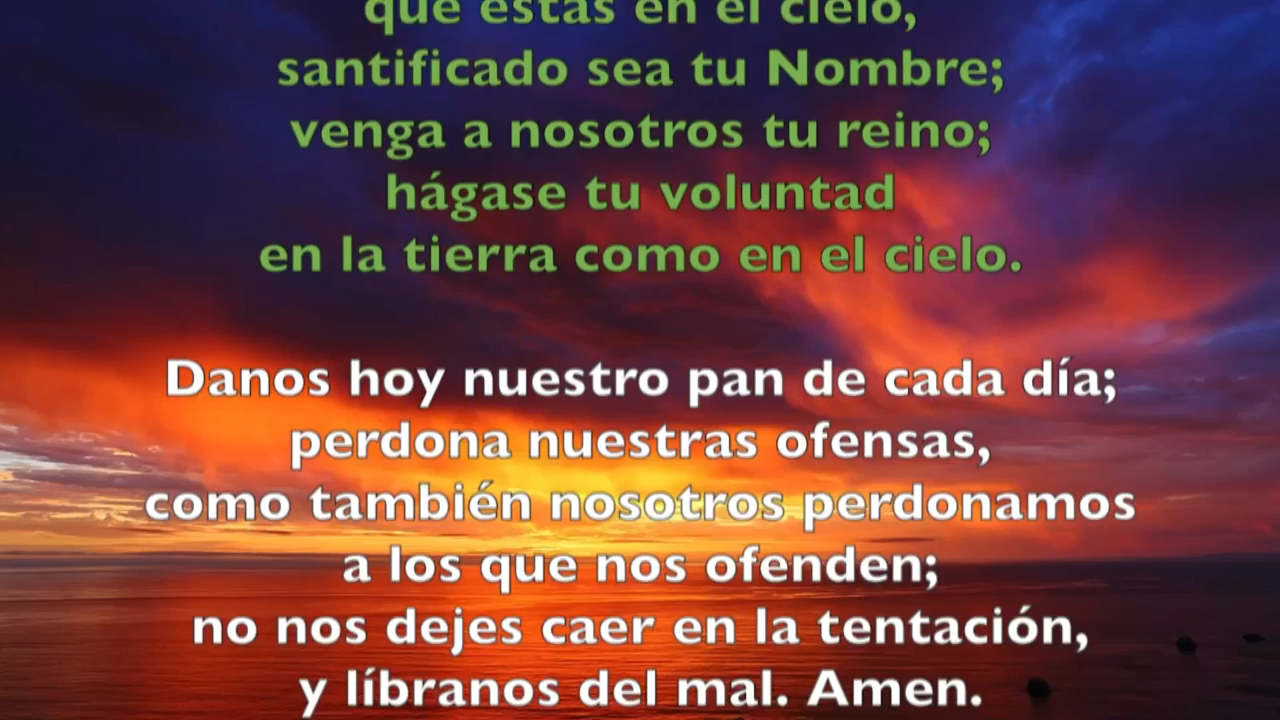 que estás en el cielo,
santificado sea tu Nombre;
venga a nosotros tu reino;
hágase tu voluntad
en la tierra como en el cielo.
Danos hoy nuestro pan de cada día;
perdona nuestras ofensas,
como también nosotros perdonamos
a los que nos ofenden;
no nos dejes caer en la tentación,
y líbranos del mal. Amen.